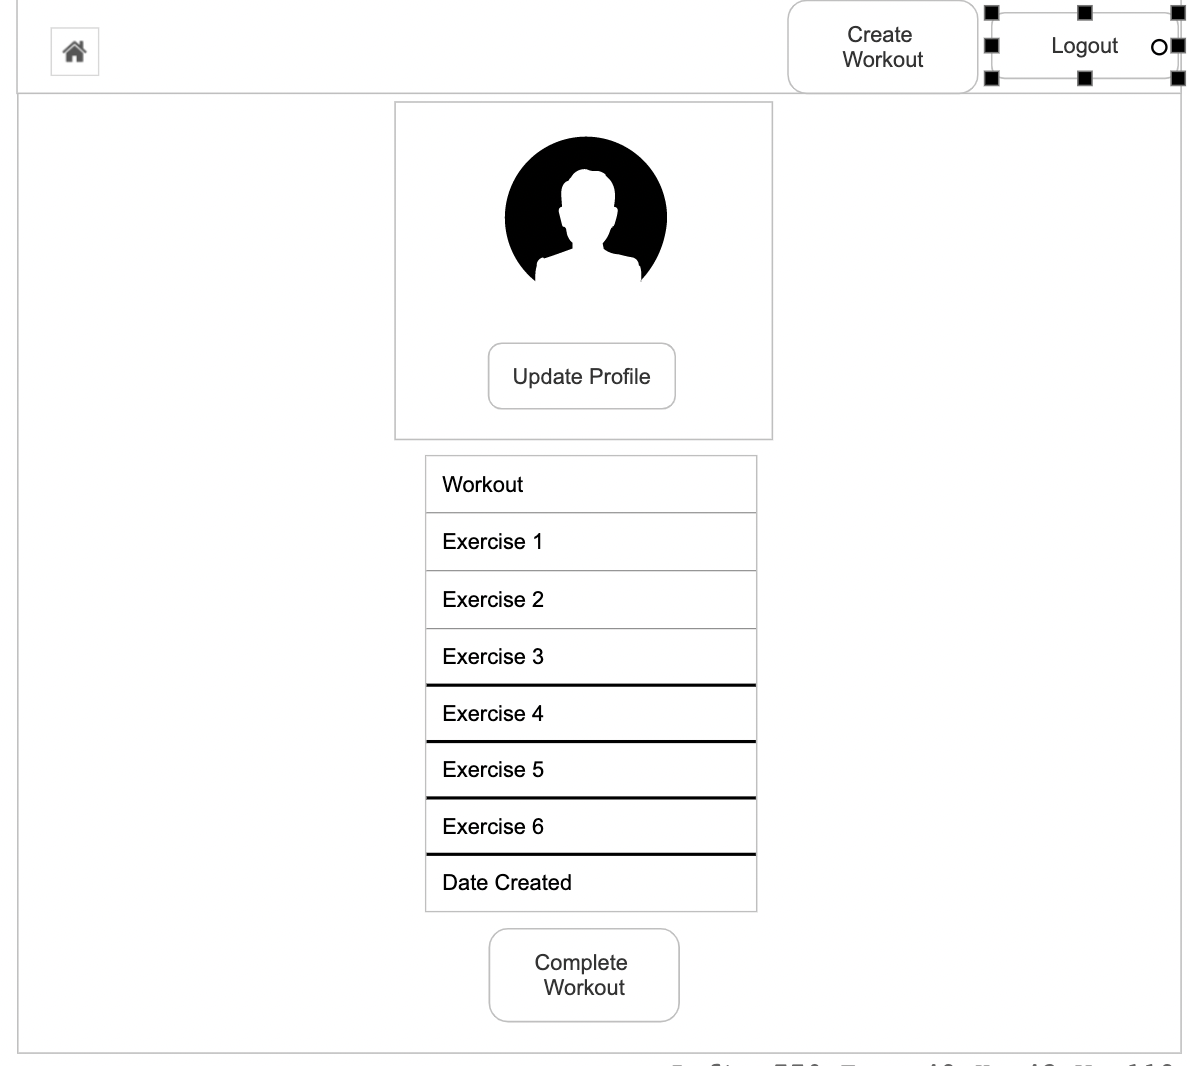 Create
Workout
Logout
Update Profile
Workout
Exercise 1
Exercise 2
Exercise 3
Exercise 4
Exercise 5
Exercise 6
Date Created
Complete
Workout